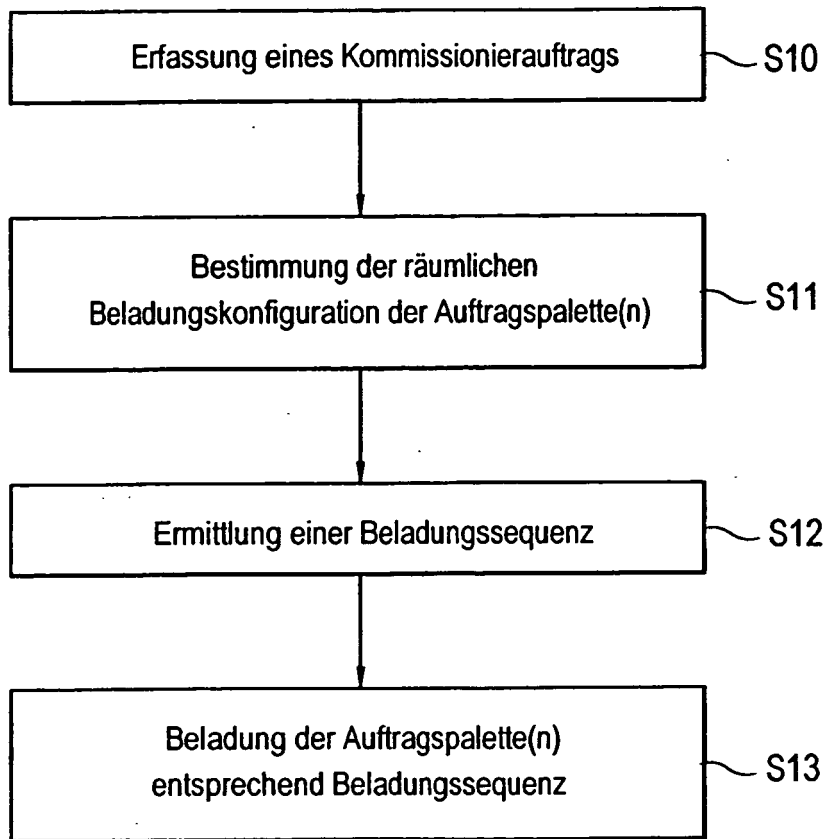 Erfassung eines Kommissionierauftrags
S10
Bestimmung der räumlichen
Beladungskonfiguration der Auftragspalette(n)
S11
Ermittlung einer Beladungssequenz
S12
Beladung der Auftragspalette(n)
entsprechend Beladungssequenz
S13